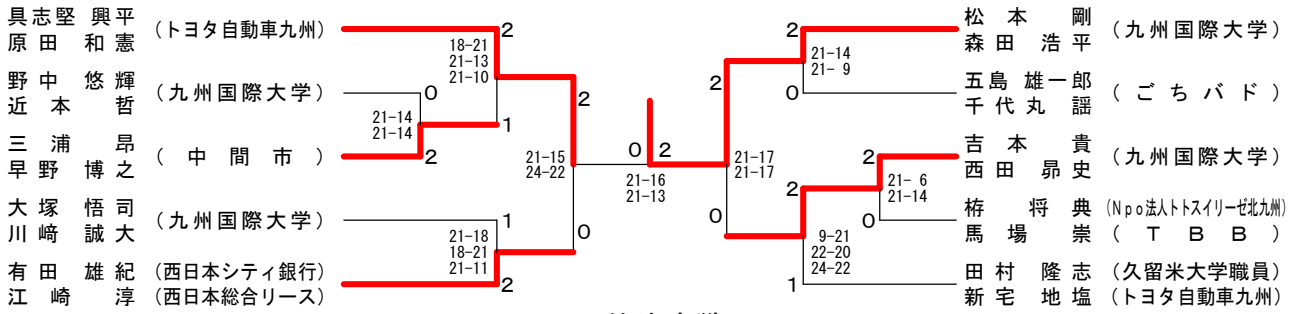 具志堅 興平
原田 和憲
(トヨタ自動車九州)
2
18-21
21-13
21-10
野中 悠輝
近本 哲
(九州国際大学)
0
21-14
21-14
1
三浦 昂
早野 博之
(中間市)
2
2
21-15
24-22
大塚 悟司
川﨑 誠大
(九州国際大学)
1
21-18
18-21
21-11
0
有田 雄紀
江崎 淳
(西日本シティ銀行)
(西日本総合リース)
2
0 2
21-16
21-13
松本 剛
森田 浩平
(九州国際大学)
2
21-14
21- 9
2
五島 雄一郎
千代丸 謡
(ごちバド)
0
21-17
21-17
吉本 貴
西田 昴史
(九州国際大学)
2
21- 6
21-14
2
0
栫 将典
馬場 崇
(Npo法人トトスイリーゼ北九州)
(TBB)
0
9-21
22-20
24-22
田村 隆志
新宅 地塩
(久留米大学職員)
(トヨタ自動車九州)
1